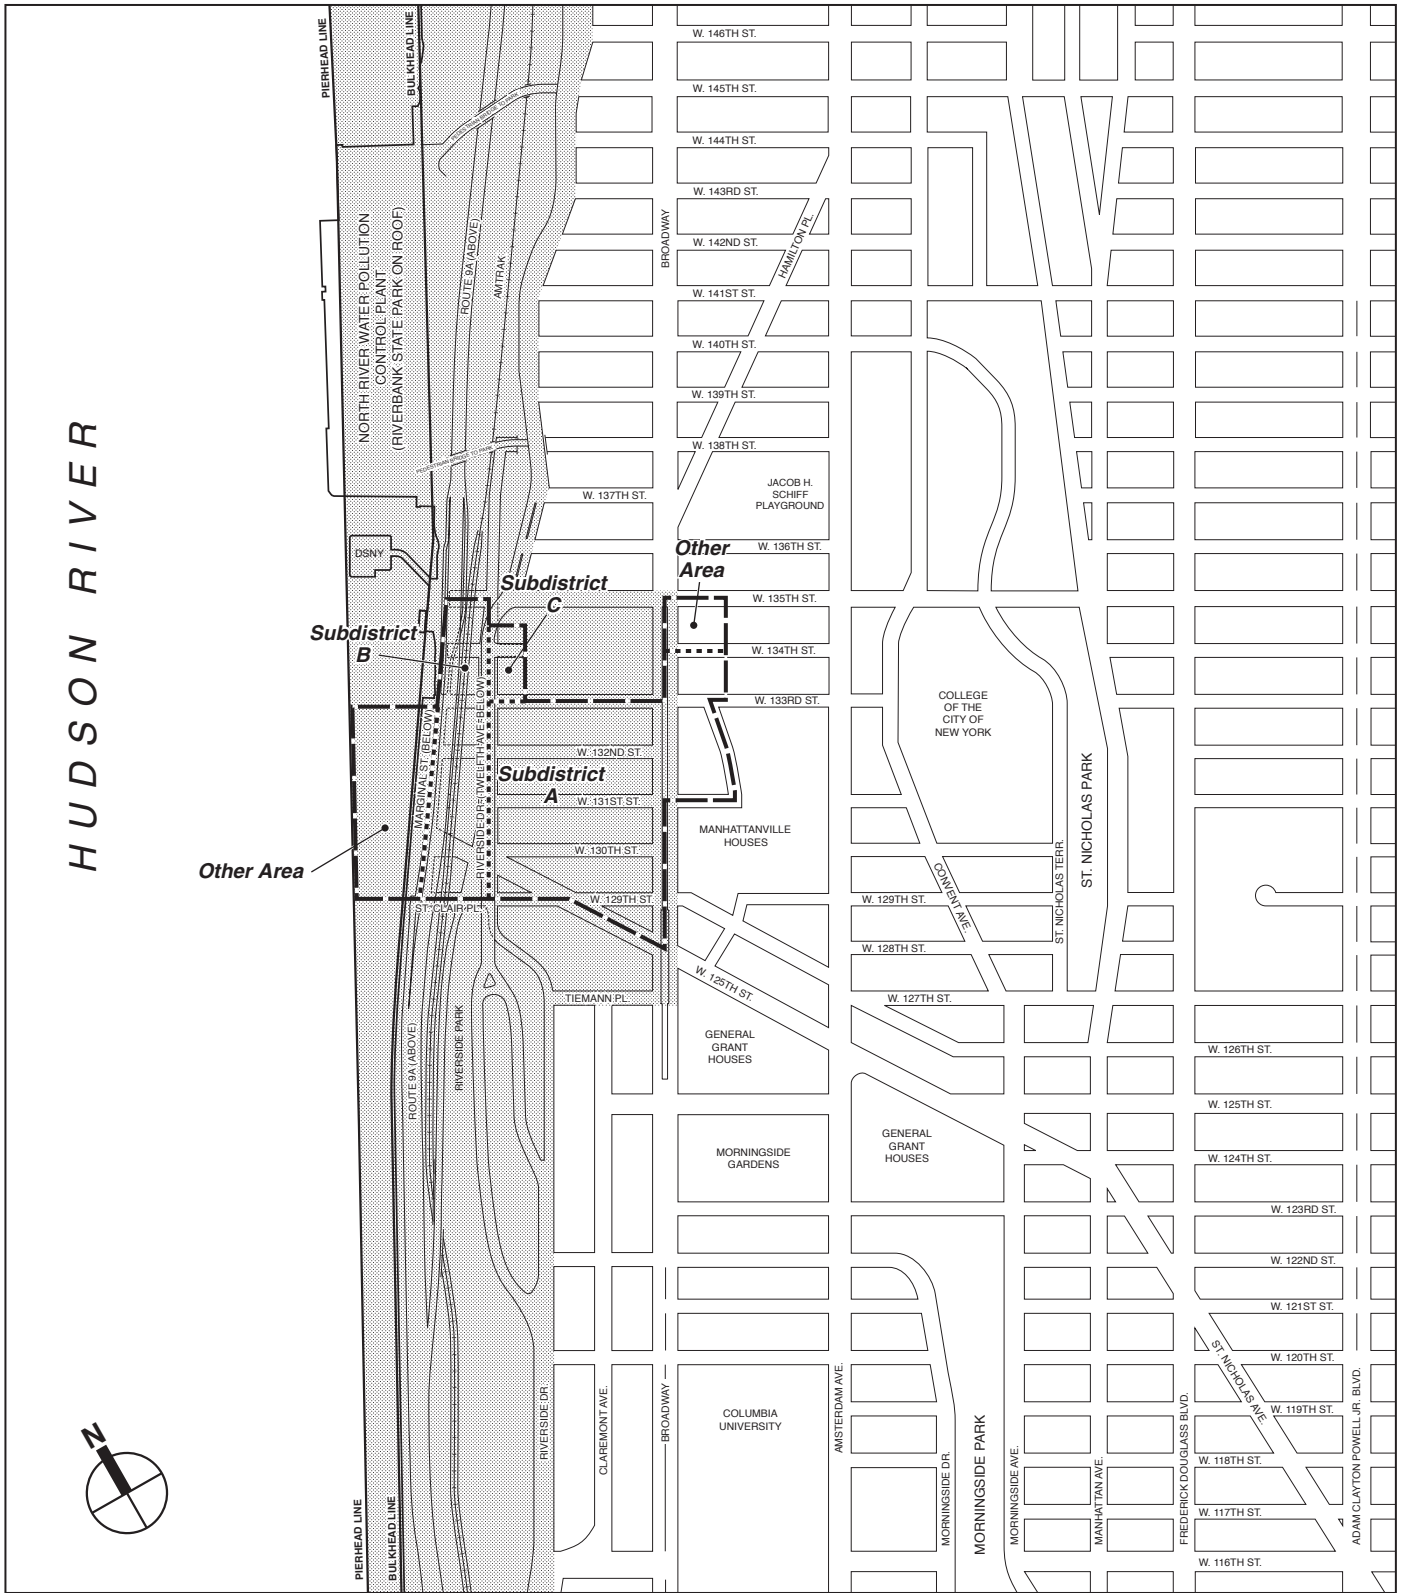 PIERHEAD LINE
BULKHEAD LINE
W. 146TH ST.
W. 145TH ST.
PEDESTRIAN BRIDGE TO PARK
W. 144TH ST.
W. 143RD ST.
BROADWAY
HAMILTON PL.
W. 142ND ST.
W. 141ST ST.
NORTH RIVER WATER POLLUTION
CONTROL PLANT
(RIVERBANK STATE PARK ON ROOF)
ROUTE 9A (ABOVE)
AMTRAK
W. 140TH ST.
W. 139TH ST.
W. 138TH ST.
PEDESTRIAN BRIDGE TO PARK
HUDSON RIVER
W. 137TH ST.
JACOB H.
SCHIFF
PLAYGROUND
DSNY
W. 136TH ST.
Other
Area
Subdistrict
C
W. 135TH ST.
Subdistrict
B
W. 134TH ST.
W. 133RD ST.
COLLEGE
OF THE
CITY OF
NEW YORK
MARGINAL ST. (BELOW)
RIVERSIDE DR. (TWELFTH AVE. BELOW)
W. 132ND ST.
Subdistrict
A
W. 131ST ST.
ST. NICHOLAS PARK
MANHATTANVILLE
HOUSES
W. 130TH ST.
Other Area
CONVENT AVE.
ST. NICHOLAS TERR.
W. 129TH ST.
W. 129TH ST.
ST. CLAIR PL.
W. 128TH ST.
W. 125TH ST.
TIEMANN PL.
W. 127TH ST.
GENERAL
GRANT
HOUSES
W. 126TH ST.
ROUTE 9A (ABOVE)
RIVERSIDE PARK
W. 125TH ST.
GENERAL
GRANT
HOUSES
MORNINGSIDE
GARDENS
W. 124TH ST.
W. 123RD ST.
W. 122ND ST.
W. 121ST ST.
W. 120TH ST.
ST. NICHOLAS AVE.
W. 119TH ST.
COLUMBIA
UNIVERSITY
RIVERSIDE DR.
CLAREMONT AVE.
BROADWAY
AMSTERDAM AVE.
MORNINGSIDE DR.
MORNINGSIDE PARK
MORNINGSIDE AVE.
MANHATTAN AVE.
FREDERICK DOUGLASS BLVD.
ADAM CLAYTON POWELL JR. BLVD.
W. 118TH ST.
N
W. 117TH ST.
PIERHEAD LINE
BULKHEAD LINE
W. 116TH ST.